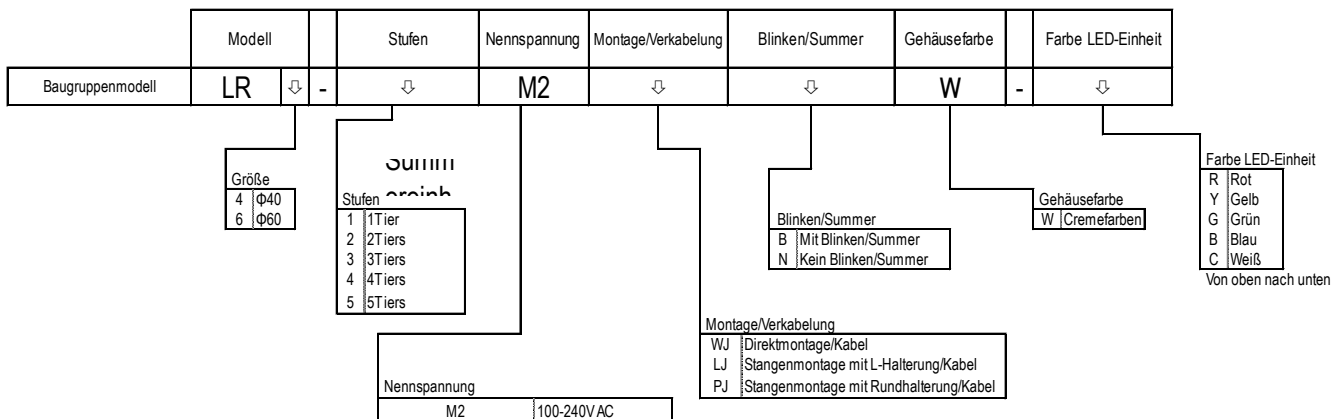 Modell Stufen Nennspannung Montage/Verkabelung Blinken/Summer Gehäusefarbe Farbe LED-Einheit
Baugruppenmodell LR ⇩ - ⇩ M2 ⇩ ⇩ W - ⇩
Größe
4 Φ40
6 Φ60
Stufen
1 1Tier
2 2Tiers
3 3Tiers
4 4Tiers
5 5Tiers
Nennspannung
M2 100-240V AC
Montage/Verkabelung
WJ Direktmontage/Kabel
LJ Stangenmontage mit L-Halterung/Kabel
PJ Stangenmontage mit Rundhalterung/Kabel
Blinken/Summer
B Mit Blinken/Summer
N Kein Blinken/Summer
Gehäusefarbe
W Cremefarben
Farbe LED-Einheit
R Rot
Y Gelb
G Grün
B Blau
C Weiß
Von oben nach unten